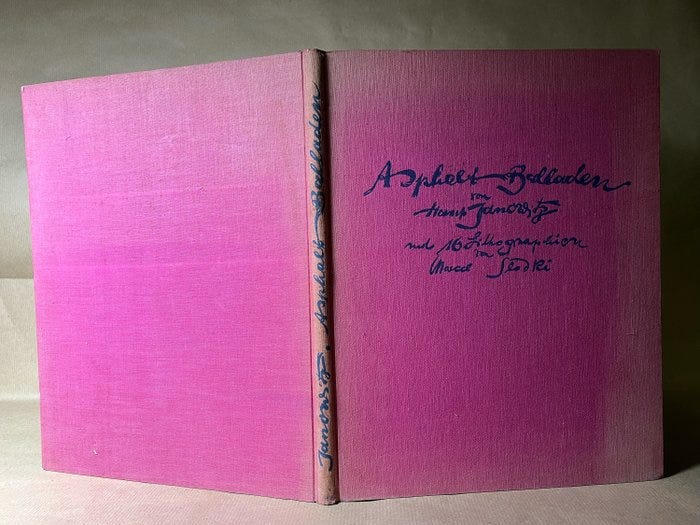 Janowitz. Asphalt Balladen
Asphalt Balladen
von
Hans Janowitz
mit 16 Lithographien
von
Marcel Slodki